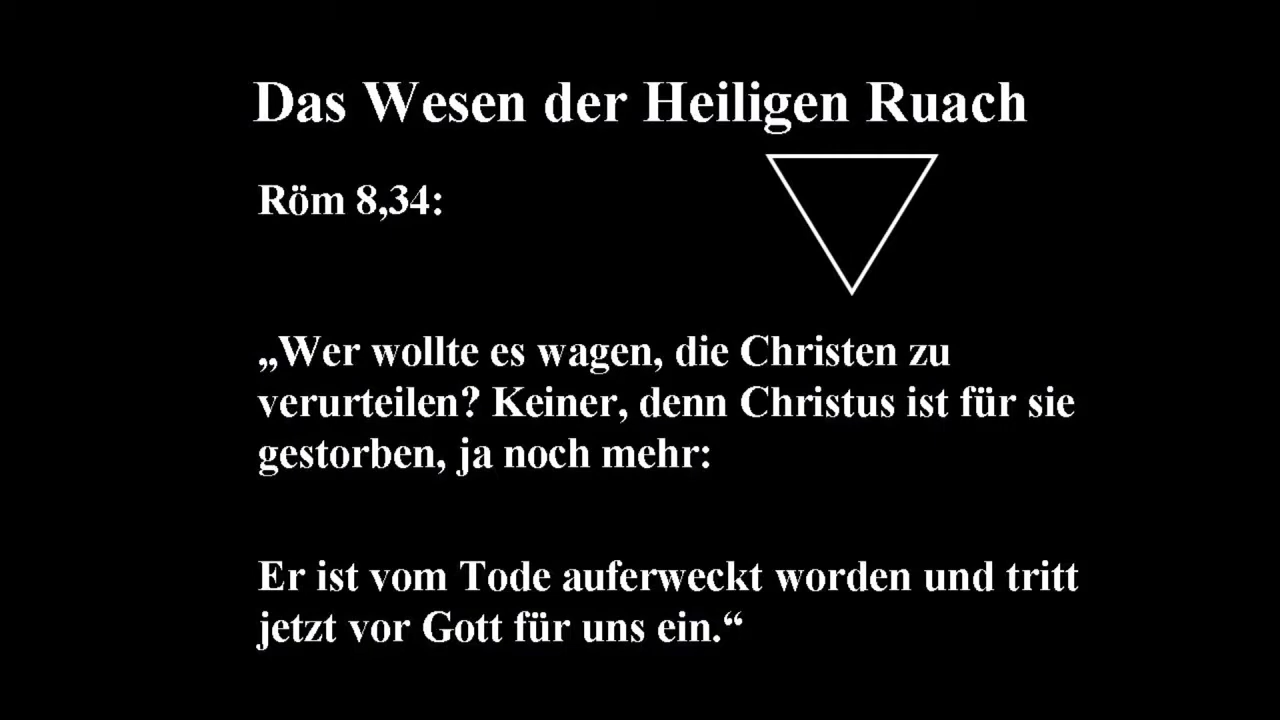 Das Wesen der Heiligen Ruach
Röm 8,34:
„Wer wollte es wagen, die Christen zu
verurteilen? Keiner, denn Christus ist für sie
gestorben, ja noch mehr:
Er ist vom Tode auferweckt worden und tritt
jetzt vor Gott für uns ein.“